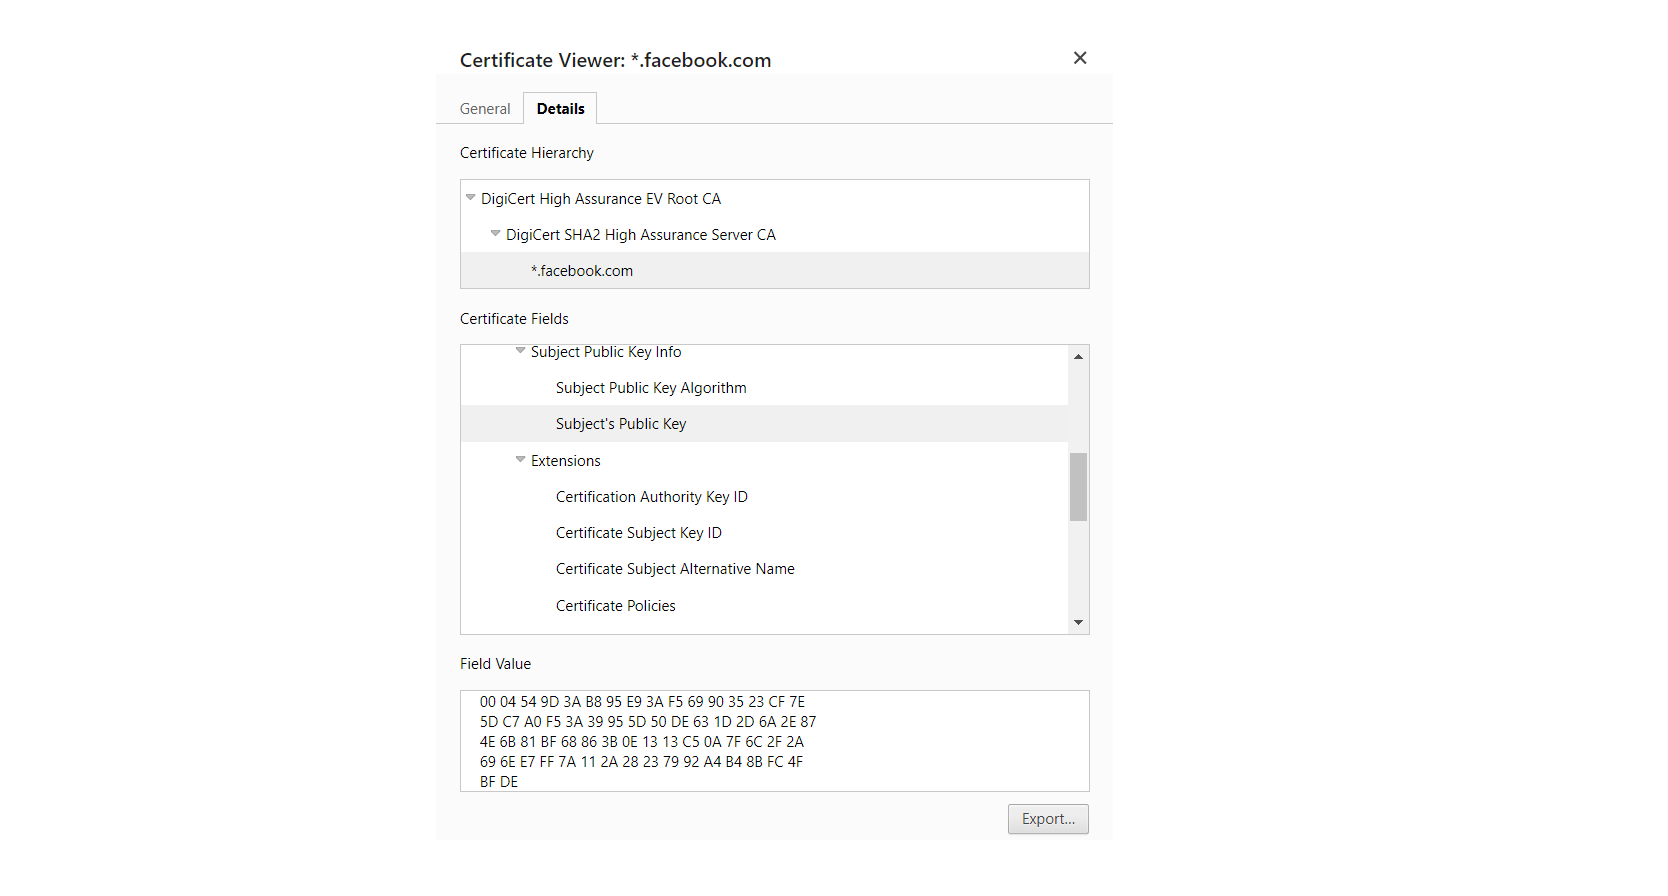 Certificate Viewer: *.facebook.com
General
Details
Certificate Hierarchy
DigiCert High Assurance EV Root CA
DigiCert SHA2 High Assurance Server CA
*.facebook.com
Certificate Fields
Subject Public Key Info
Subject Public Key Algorithm
Subject's Public Key
Extensions
Certification Authority Key ID
Certificate Subject Key ID
Certificate Subject Alternative Name
Certificate Policies
Field Value
00 04 54 9D 3A B8 95 E9 3A F5 69 90 35 23 CF 7E
5D C7 A0 F5 3A 39 95 5D 50 DE 63 1D 2D 6A 2E 87
4E 6B 81 BF 68 86 3B 0E 13 13 C5 0A 7F 6C 2F 2A
69 6E E7 FF 7A 11 2A 28 23 79 92 A4 B4 8B FC 4F
BF DE
Export...